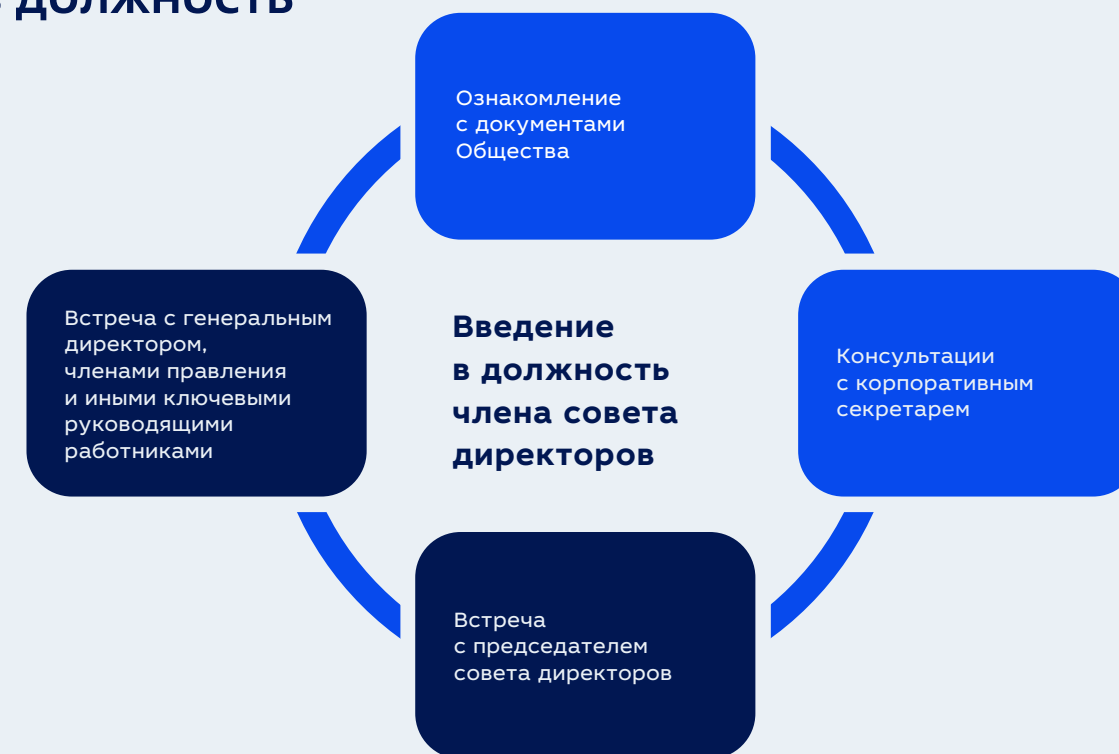 в должность
Ознакомление
с документами
Общества
Встреча с генеральным
директором,
членами правления
и иными ключевыми
руководящими
работниками
Введение
в должность
члена совета
директоров
Консультации
с корпоративным
секретарем
Встреча
с председателем
совета директоров